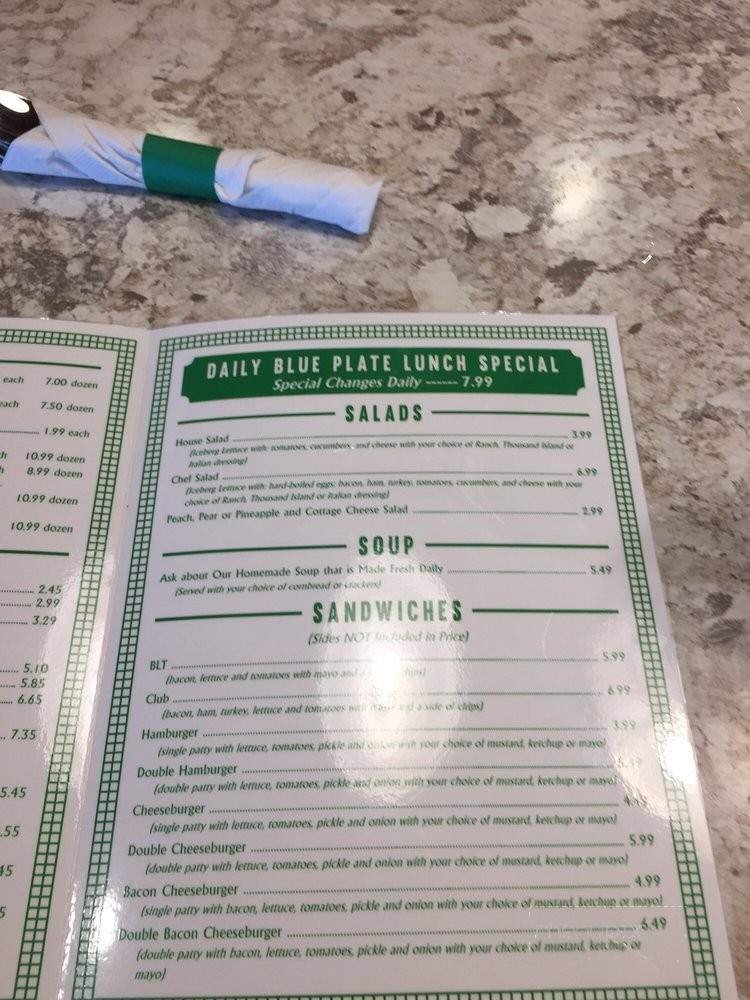 each 7.00 dozen
each 7.50 dozen
1.99 each
10.99 dozen
8.99 dozen
10.99 dozen
10.99 dozen
2.45
2.99
3.29
5.10
5.85
6.65
7.35
5.45
.55
DAILY BLUE PLATE LUNCH SPECIAL
Special Changes Daily ------ 7.99
SALADS
House Salad 3.99
(Iceberg Lettuce with: tomatoes, cucumbers, and cheese with your choice of Ranch, Thousand Island or
Italian dressing)
Chef Salad 6.99
(Iceberg Lettuce with: hard-boiled eggs, bacon, ham, turkey, tomatoes, cucumbers, and cheese with your
choice of Ranch, Thousand Island or Italian dressing)
Peach, Pear or Pineapple and Cottage Cheese Salad 2.99
SOUP
Ask about Our Homemade Soup that is Made Fresh Daily 5.49
(Served with your choice of cornbread or crackers)
SANDWICHES
(Sides NOT Included in Price)
BLT 5.99
(bacon, lettuce and tomatoes with mayo and a chips)
Club 6.99
(bacon, ham, turkey, lettuce and tomatoes with mayo and a side of chips)
Hamburger 3.99
(single patty with lettuce, tomatoes, pickle and onion with your choice of mustard, ketchup or mayo)
Double Hamburger
(double patty with lettuce, tomatoes, pickle and onion with your choice of mustard, ketchup or mayo)
Cheeseburger
(single patty with lettuce, tomatoes, pickle and onion with your choice of mustard, ketchup or mayo)
Double Cheeseburger 5.99
(double patty with lettuce, tomatoes, pickle and onion with your choice of mustard, ketchup or mayo)
Bacon Cheeseburger 4.99
(single patty with bacon, lettuce, tomatoes, pickle and onion with your choice of mustard, ketchup or mayo)
Double Bacon Cheeseburger 6.49
(double patty with bacon, lettuce, tomatoes, pickle and onion with your choice of mustard, ketchup or
mayo)